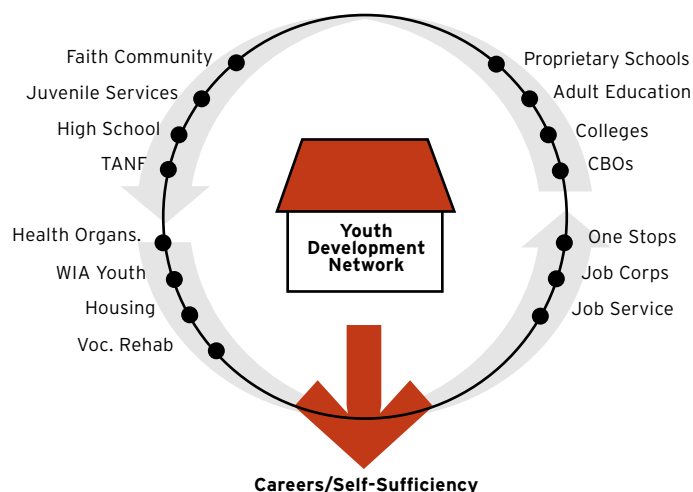 Faith Community
Juvenile Services
High School
TANF
Health Organs.
WIA Youth
Housing
Voc. Rehab
Proprietary Schools
Adult Education
Colleges
CBOs
One Stops
Job Corps
Job Service
Youth
Development
Network
Careers/Self-Sufficiency